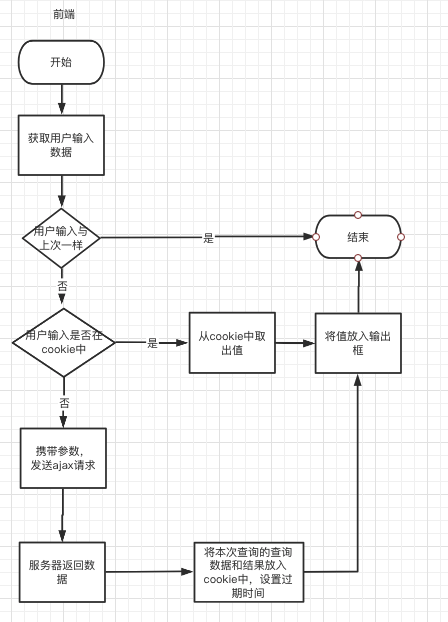 前端
开始
获取用户输入
数据
用户输入与
上次一样
是
结束
否
用户输入是否在
cookie中
是
从cookie中取
出值
将值放入输出
框
否
携带参数，
发送ajax请求
服务器返回数
据
将本次查询的查询
数据和结果放入
cookie中，设置过
期时间